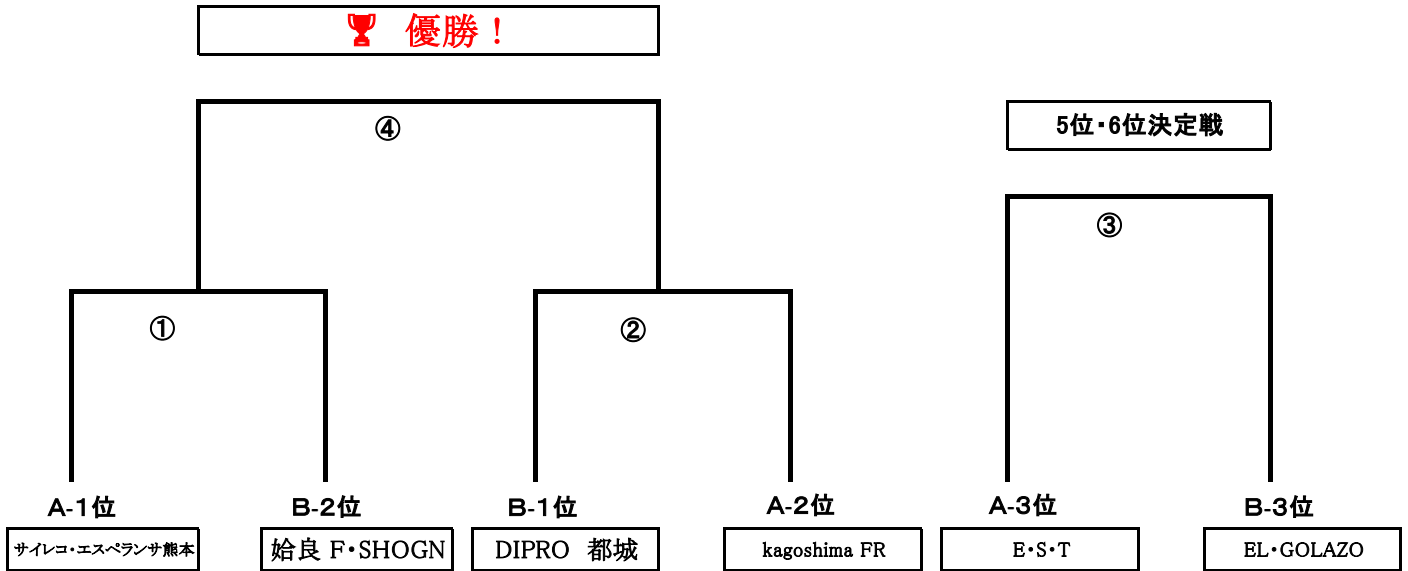 🏆 優勝！
④
5位・6位決定戦
③
①
②
A-1位
B-2位
B-1位
A-2位
A-3位
B-3位
サイレコ・エスペランサ熊本
姶良 F・SHOGN
DIPRO 都城
kagoshima FR
E・S・T
EL・GOLAZO